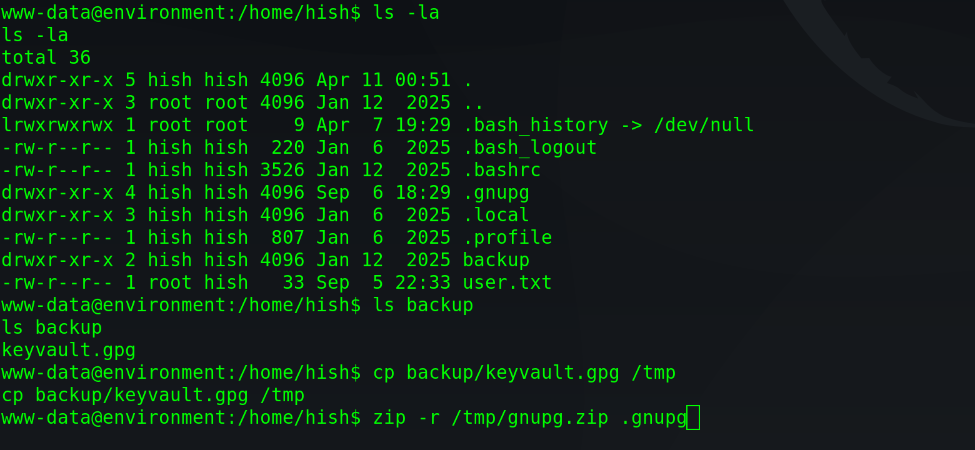 www-data@environment:/home/hish$ ls -la
ls -la
total 36
drwxr-xr-x 5 hish hish 4096 Apr 11 00:51 .
drwxr-xr-x 3 root root 4096 Jan 12  2025 ..
lrwxrwxrwx 1 root root    9 Apr  7 19:29 .bash_history -> /dev/null
-rw-r--r-- 1 hish hish  220 Jan  6  2025 .bash_logout
-rw-r--r-- 1 hish hish 3526 Jan 12  2025 .bashrc
drwxr-xr-x 4 hish hish 4096 Sep  6 18:29 .gnupg
drwxr-xr-x 3 hish hish 4096 Jan  6  2025 .local
-rw-r--r-- 1 hish hish  807 Jan  6  2025 .profile
drwxr-xr-x 2 hish hish 4096 Jan 12  2025 backup
-rw-r--r-- 1 root hish   33 Sep  5 22:33 user.txt
www-data@environment:/home/hish$ ls backup
ls backup
keyvault.gpg
www-data@environment:/home/hish$ cp backup/keyvault.gpg /tmp
cp backup/keyvault.gpg /tmp
www-data@environment:/home/hish$ zip -r /tmp/gnupg.zip .gnupg